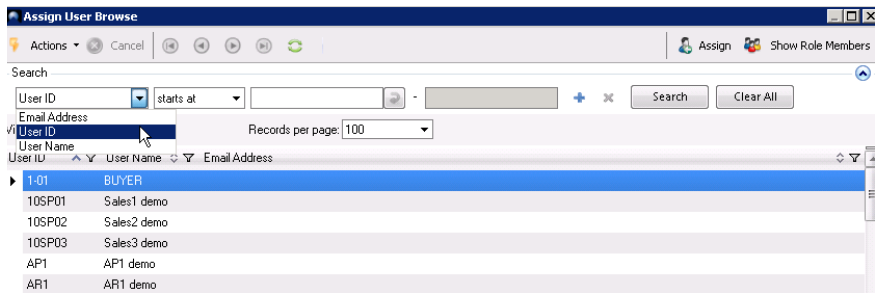 Assign User Browse
Actions Cancel Assign Show Role Members
Search
User ID starts at - Search Clear All
Email Address
User ID
User Name
Records per page: 100
User ID User Name Email Address
1-01 BUYER
10SP01 Sales1 demo
10SP02 Sales2 demo
10SP03 Sales3 demo
AP1 AP1 demo
AR1 AR1 demo